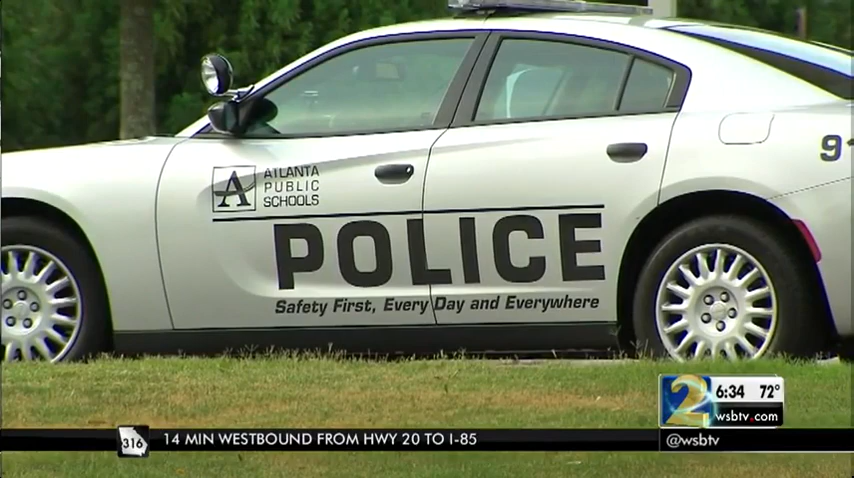 A
ATLANTA
PUBLIC
SCHOOLS
POLICE
Safety First, Every Day and Everywhere
9
2 6:34 72°
wsbtv.com
316 14 MIN WESTBOUND FROM HWY 20 TO I-85
@wsbtv